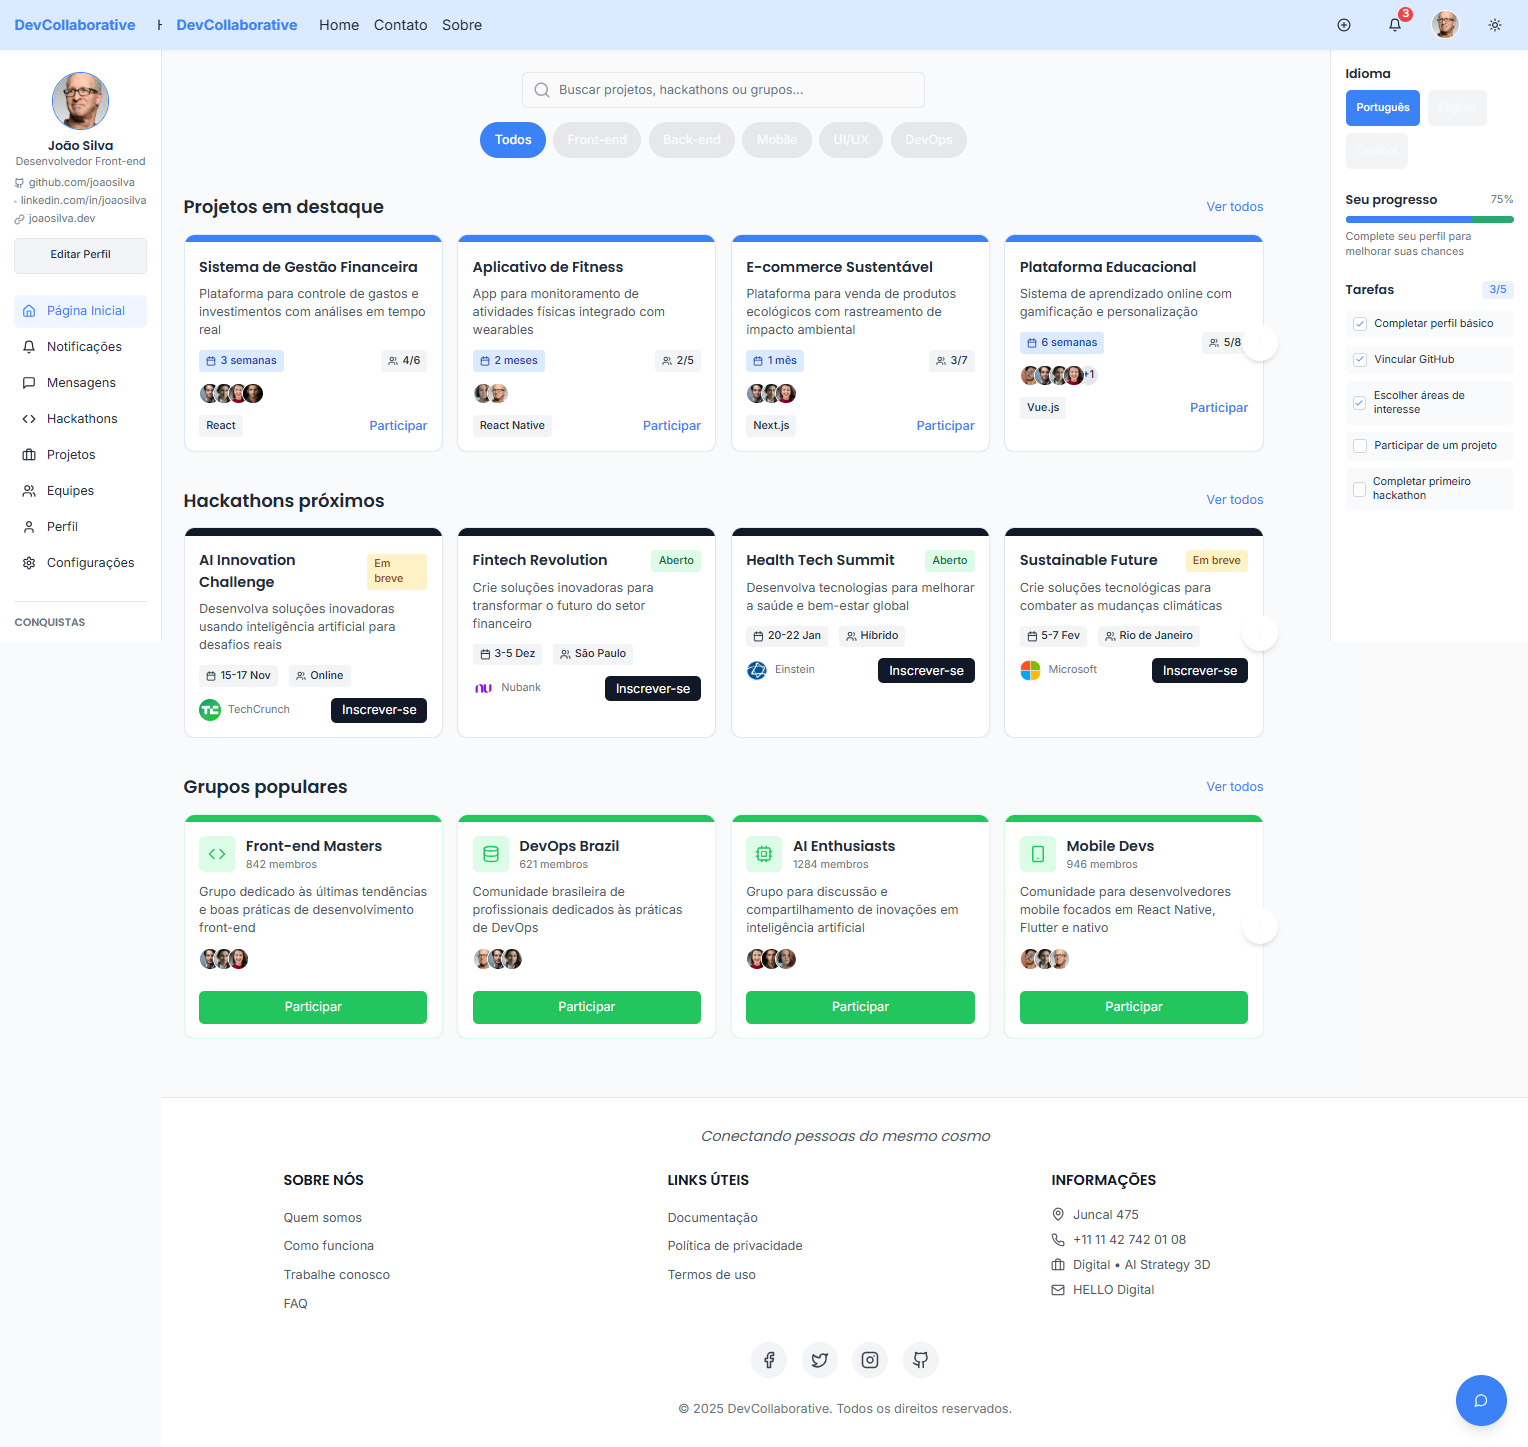 DevCollaborative
DevCollaborative
Home
Contato
Sobre
3
João Silva
Desenvolvedor Front-end
github.com/joaosilva
linkedin.com/in/joaosilva
joaosilva.dev
Editar Perfil
Página Inicial
Notificações
Mensagens
Hackathons
Projetos
Equipes
Perfil
Configurações
CONQUISTAS
Buscar projetos, hackathons ou grupos...
Todos
Front-end
Back-end
Mobile
UI/UX
DevOps
Projetos em destaque
Ver todos
Sistema de Gestão Financeira
Plataforma para controle de gastos e
investimentos com análises em tempo
real
3 semanas
4/6
React
Participar
Aplicativo de Fitness
App para monitoramento de
atividades físicas integrado com
wearables
2 meses
2/5
React Native
Participar
E-commerce Sustentável
Plataforma para venda de produtos
ecológicos com rastreamento de
impacto ambiental
1 mês
3/7
Next.js
Participar
Plataforma Educacional
Sistema de aprendizado online com
gamificação e personalização
6 semanas
5/8
+1
Vue.js
Participar
Hackathons próximos
Ver todos
AI Innovation
Challenge
Em
breve
Desenvolva soluções inovadoras
usando inteligência artificial para
desafios reais
15-17 Nov
Online
TechCrunch
Inscrever-se
Fintech Revolution
Aberto
Crie soluções inovadoras para
transformar o futuro do setor
financeiro
3-5 Dez
São Paulo
Nubank
Inscrever-se
Health Tech Summit
Aberto
Desenvolva tecnologias para melhorar
a saúde e bem-estar global
20-22 Jan
Híbrido
Einstein
Inscrever-se
Sustainable Future
Em breve
Crie soluções tecnológicas para
combater as mudanças climáticas
5-7 Fev
Rio de Janeiro
Microsoft
Inscrever-se
Grupos populares
Ver todos
Front-end Masters
842 membros
Grupo dedicado às últimas tendências
e boas práticas de desenvolvimento
front-end
Participar
DevOps Brazil
621 membros
Comunidade brasileira de
profissionais dedicados às práticas
de DevOps
Participar
AI Enthusiasts
1284 membros
Grupo para discussão e
compartilhamento de inovações em
inteligência artificial
Participar
Mobile Devs
946 membros
Comunidade para desenvolvedores
mobile focados em React Native,
Flutter e nativo
Participar
Idioma
Português
English
Español
Seu progresso
75%
Complete seu perfil para
melhorar suas chances
Tarefas
3/5
Completar perfil básico
Vincular GitHub
Escolher áreas de
interesse
Participar de um projeto
Completar primeiro
hackathon
Conectando pessoas do mesmo cosmo
SOBRE NÓS
Quem somos
Como funciona
Trabalhe conosco
FAQ
LINKS ÚTEIS
Documentação
Política de privacidade
Termos de uso
INFORMAÇÕES
Juncal 475
+11 11 42 742 01 08
Digital • AI Strategy 3D
HELLO Digital
© 2025 DevCollaborative. Todos os direitos reservados.